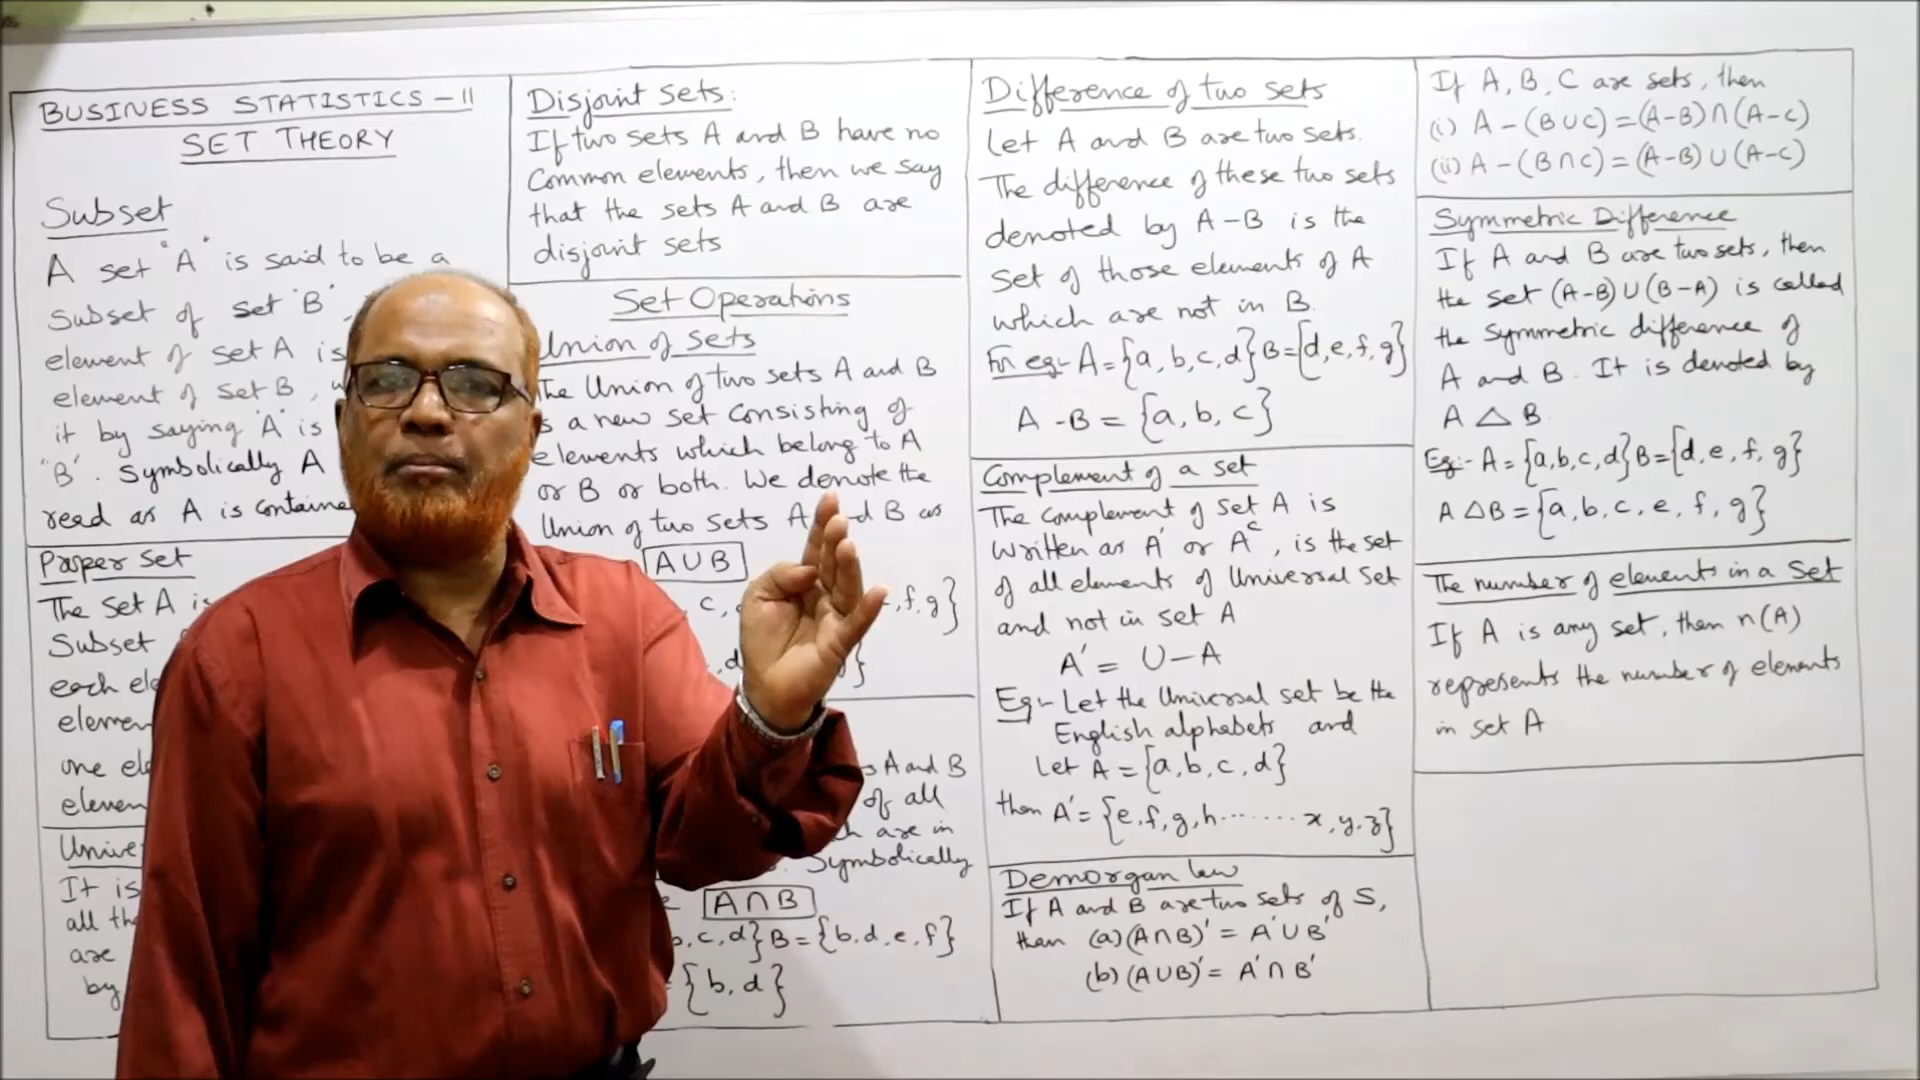 BUSINESS STATISTICS – II
SET THEORY
Subset
A set "A" is said to be a
Subset of set 'B',
element of set A is
element of set B,
it by saying 'A' is
'B'. Symbolically A
read as A is containe
Proper set
The set A is
Subset
each ele
elemen
one ele
elemen
Unive
It is
all the
are
by
Disjoint Sets:
If two sets A and B have no
Common elements, then we say
that the sets A and B are
disjoint sets
Set Operations
Union of Sets
The Union of two sets A and B
is a new set consisting of
elements which belong to A
or B or both. We denote the
Union of two sets A and B as
A∪B
c, , f, g}
, d }
s A and B
of all
are in
Symbolically
A∩B
b, c, d} B = {b, d, e, f}
= {b, d}
Difference of two sets
Let A and B are two sets.
The difference of these two sets
denoted by A – B is the
Set of those elements of A
which are not in B.
For eg:- A = {a, b, c, d} B = {d, e, f, g}
A - B = {a, b, c}
Complement of a set
The complement of set A is
written as A' or Aᶜ, is the set
of all elements of Universal set
and not in set A
A' = U – A
Eg:- Let the Universal set be the
English alphabets and
Let A = {a, b, c, d}
then A' = {e, f, g, h ........ x, y, z}
Demorgan law
If A and B are two sets of S,
then (a) (A∩B)' = A'∪B'
(b) (A∪B)' = A'∩B'
If A, B, C are sets, then
(i) A – (B∪C) = (A–B)∩(A–C)
(ii) A – (B∩C) = (A–B)∪(A–C)
Symmetric Difference
If A and B are two sets, then
the set (A–B)∪(B–A) is called
the symmetric difference of
A and B. It is denoted by
A △ B.
Eg:- A = {a, b, c, d} B = {d, e, f, g}
A △ B = {a, b, c, e, f, g}
The number of elements in a set
If A is any set, then n(A)
represents the number of elements
in set A